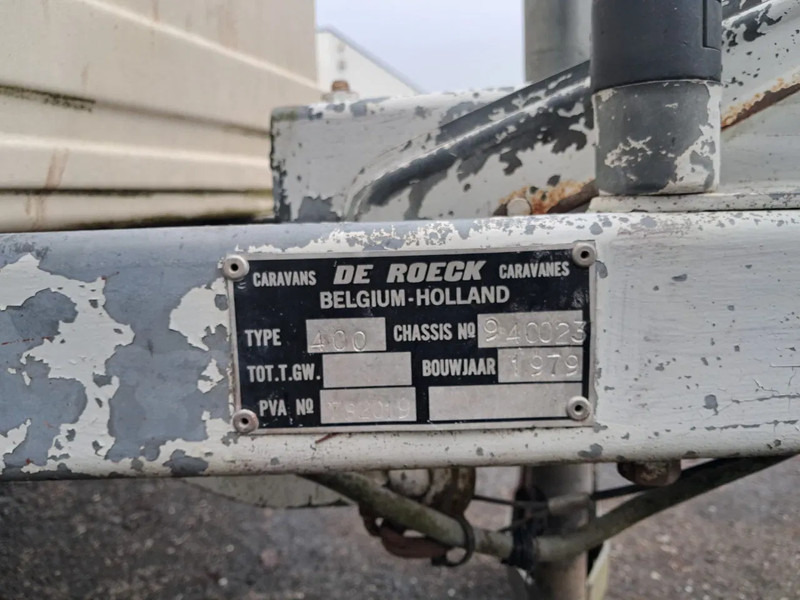 CARAVANS DE ROECK CARAVANES
BELGIUM-HOLLAND
TYPE 400 CHASSIS Nº 940023
TOT.T.GW. BOUWJAAR 1979
PVA Nº